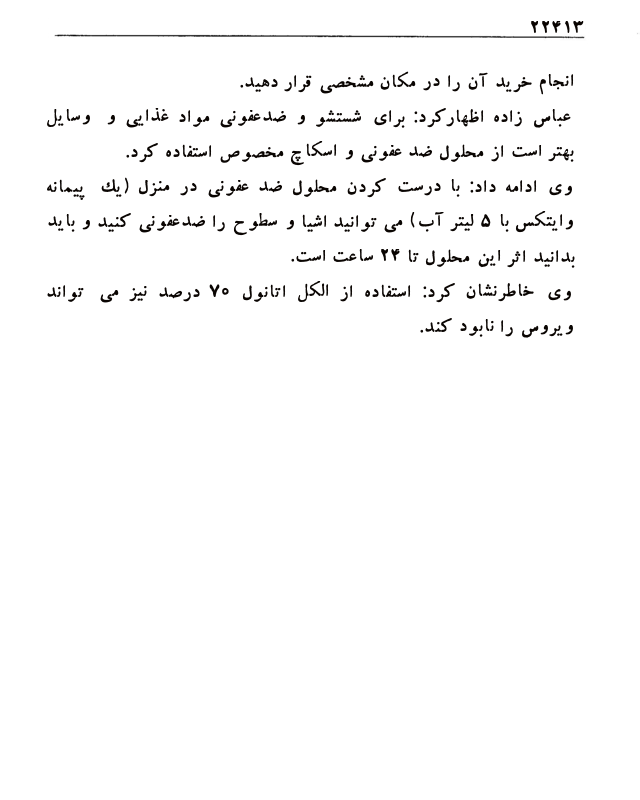 ۲۲۴۱۳
انجام خرید آن را در مکان مشخصی قرار دهید.
عباس زاده اظهارکرد: برای شستشو و ضدعفونی مواد غذایی و وسایل
بهتر است از محلول ضد عفونی و اسکاچ مخصوص استفاده کرد.
وی ادامه داد: با درست کردن محلول ضد عفونی در منزل (یك پیمانه
وایتکس با ۵ لیتر آب) می توانید اشیا و سطوح را ضدعفونی کنید و باید
بدانید اثر این محلول تا ۲۴ ساعت است.
وی خاطرنشان کرد: استفاده از الکل اتانول ۷۰ درصد نیز می تواند
ویروس را نابود کند.